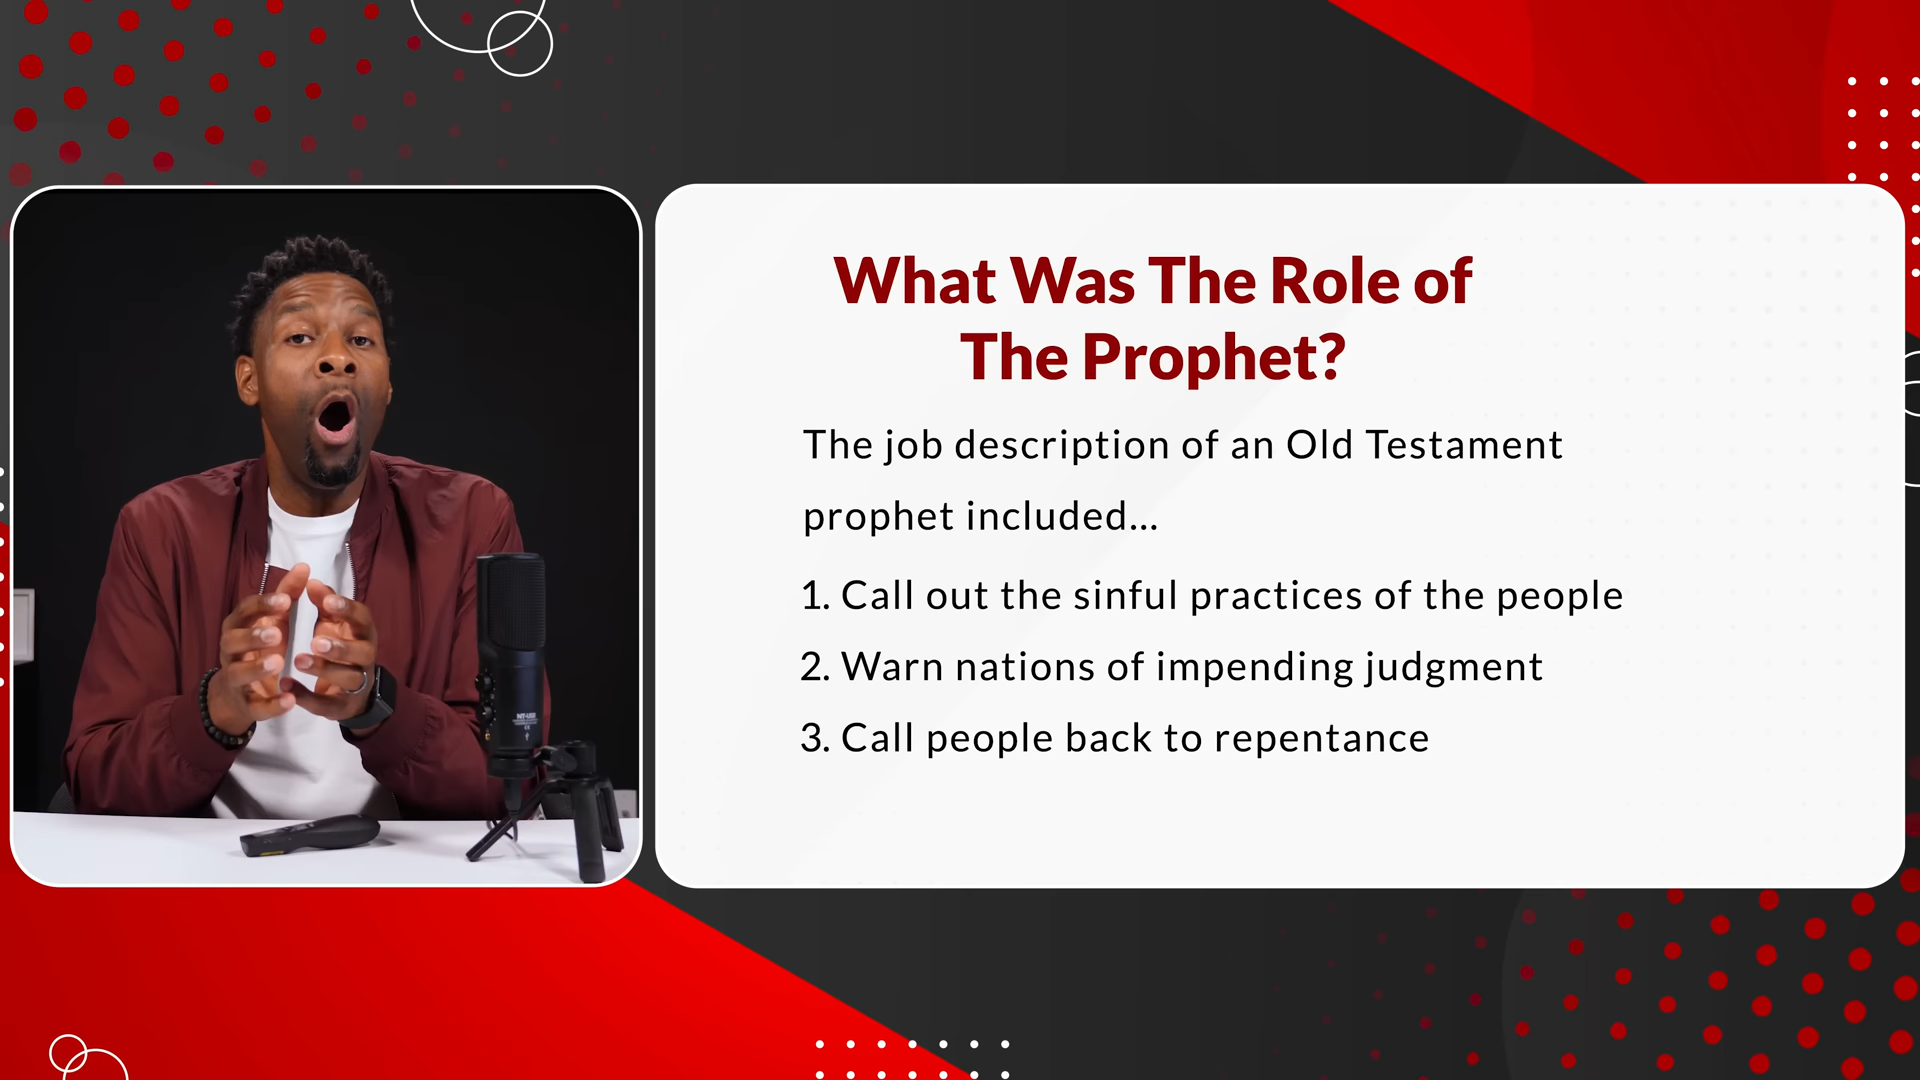 What Was The Role of
The Prophet?
The job description of an Old Testament
prophet included...
1. Call out the sinful practices of the people
2. Warn nations of impending judgment
3. Call people back to repentance